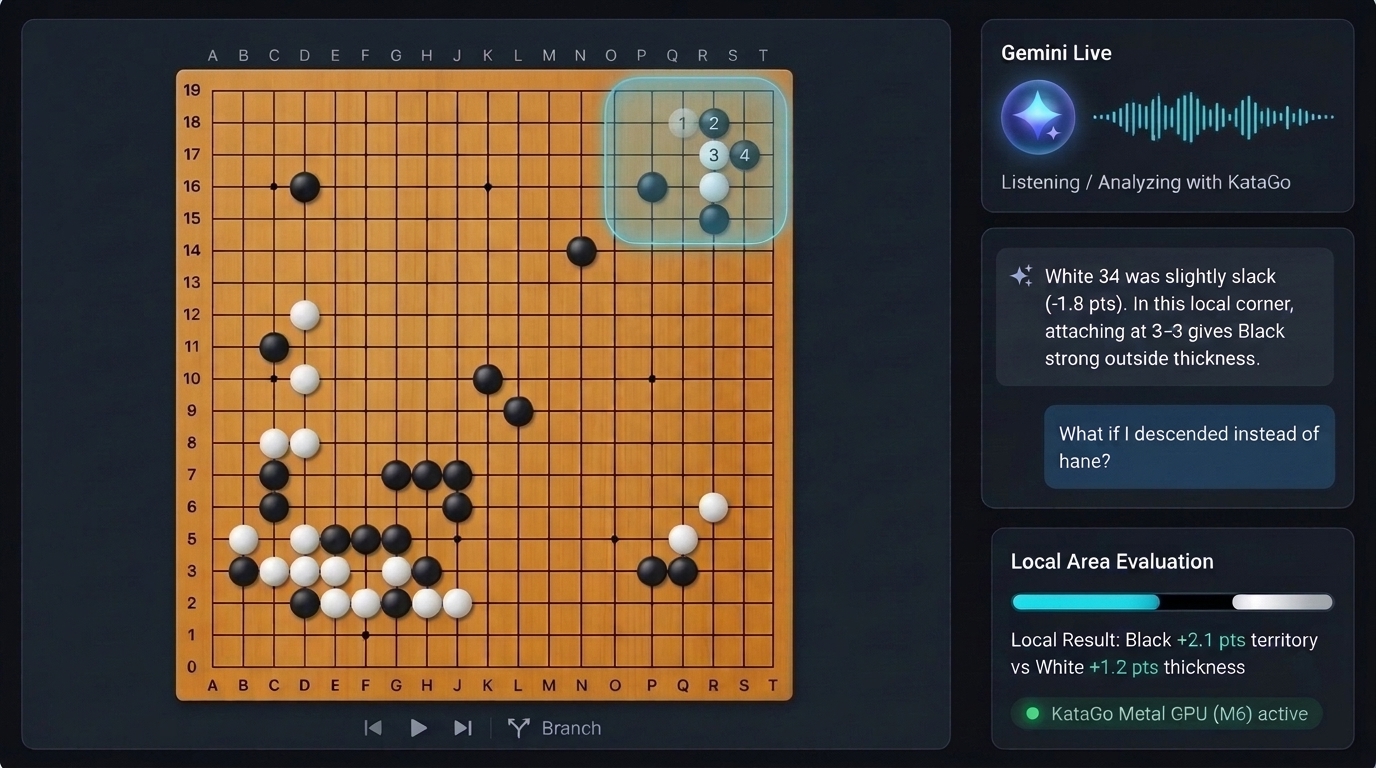 A B C D E F G H J K L M N O P Q R S T
19
18 1 2
17 3 4
16
15
14
13
12
11
10
9
8
7
6
5
3
2
1
0
A B C D E F G H J K L M N O P Q R S T
Branch
Gemini Live
Listening / Analyzing with KataGo
White 34 was slightly slack
(-1.8 pts). In this local corner,
attaching at 3-3 gives Black
strong outside thickness.
What if I descended instead of
hane?
Local Area Evaluation
Local Result: Black +2.1 pts territory
vs White +1.2 pts thickness
KataGo Metal GPU (M6) active